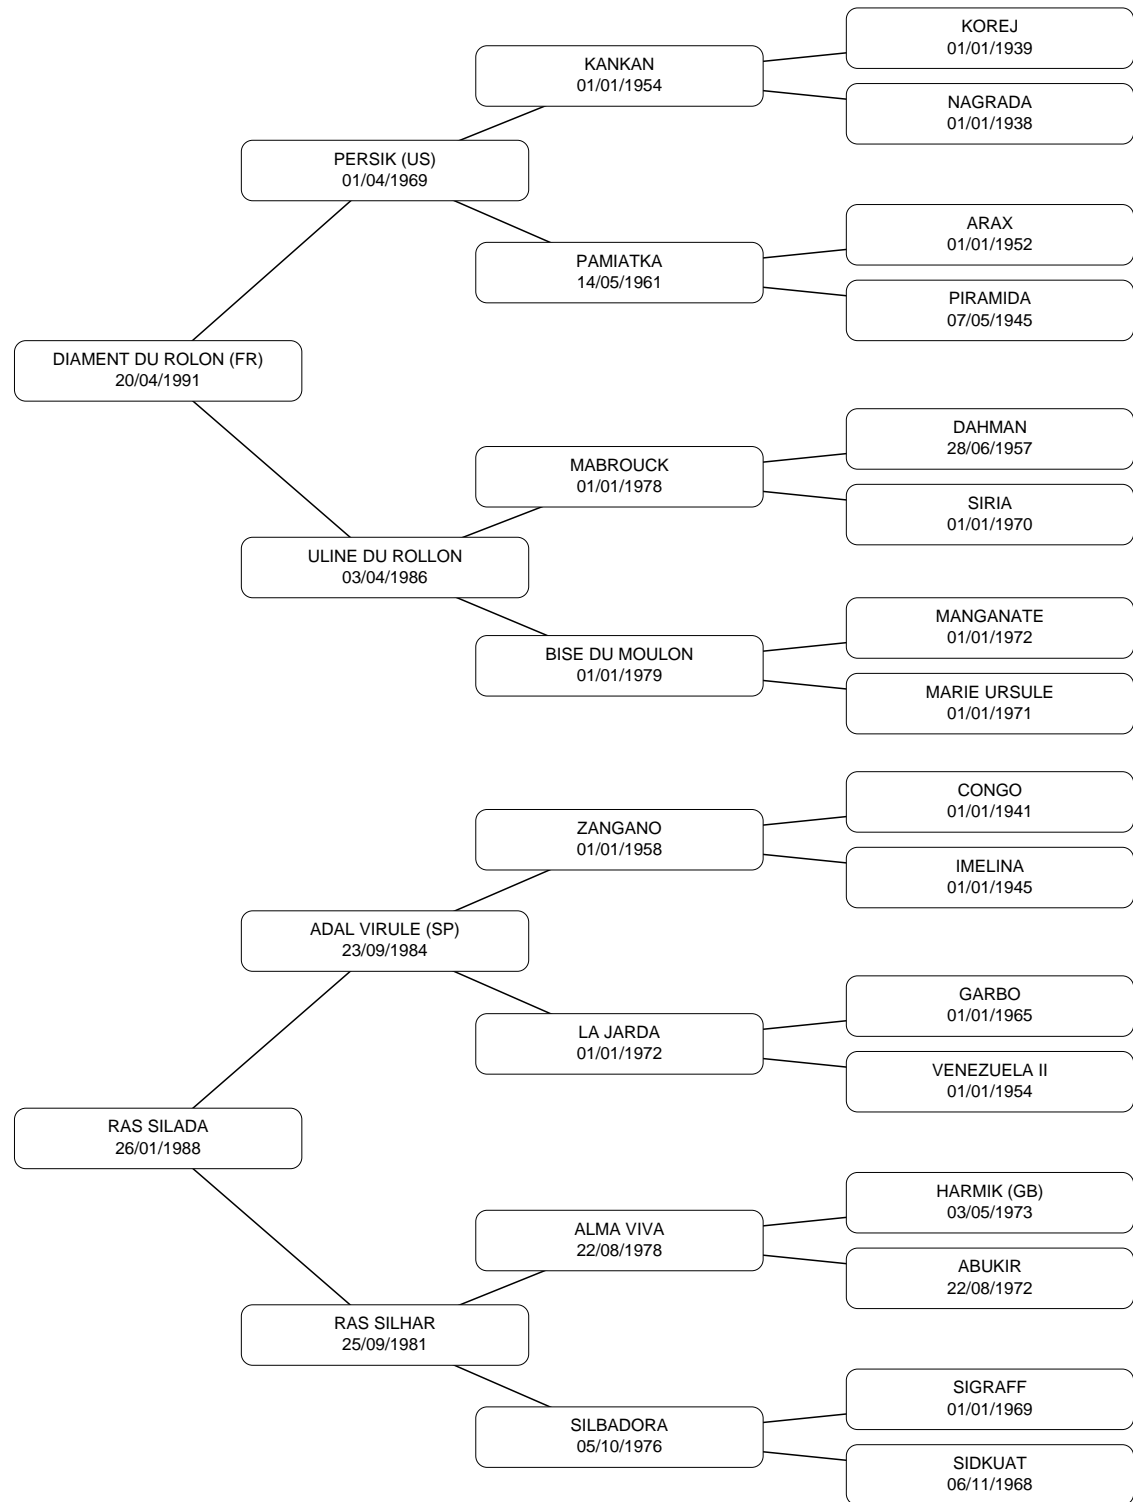 KOREJ
01/01/1939
KANKAN
01/01/1954
NAGRADA
01/01/1938
PERSIK (US)
01/04/1969
ARAX
01/01/1952
PAMIATKA
14/05/1961
PIRAMIDA
07/05/1945
DIAMENT DU ROLON (FR)
20/04/1991
DAHMAN
28/06/1957
MABROUCK
01/01/1978
SIRIA
01/01/1970
ULINE DU ROLLON
03/04/1986
MANGANATE
01/01/1972
BISE DU MOULON
01/01/1979
MARIE URSULE
01/01/1971
CONGO
01/01/1941
ZANGANO
01/01/1958
IMELINA
01/01/1945
ADAL VIRULE (SP)
23/09/1984
GARBO
01/01/1965
LA JARDA
01/01/1972
VENEZUELA II
01/01/1954
RAS SILADA
26/01/1988
HARMIK (GB)
03/05/1973
ALMA VIVA
22/08/1978
ABUKIR
22/08/1972
RAS SILHAR
25/09/1981
SIGRAFF
01/01/1969
SILBADORA
05/10/1976
SIDKUAT
06/11/1968